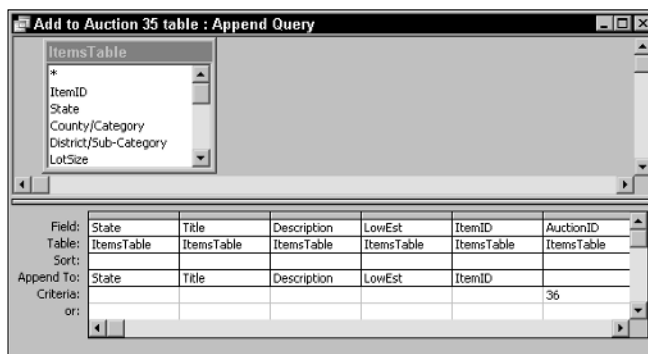 Add to Auction 35 table : Append Query
ItemsTable
*
ItemID
State
County/Category
District/Sub-Category
LotSize
Field: State Title Description LowEst ItemID AuctionID
Table: ItemsTable ItemsTable ItemsTable ItemsTable ItemsTable ItemsTable
Sort:
Append To: State Title Description LowEst ItemID
Criteria: 36
or: